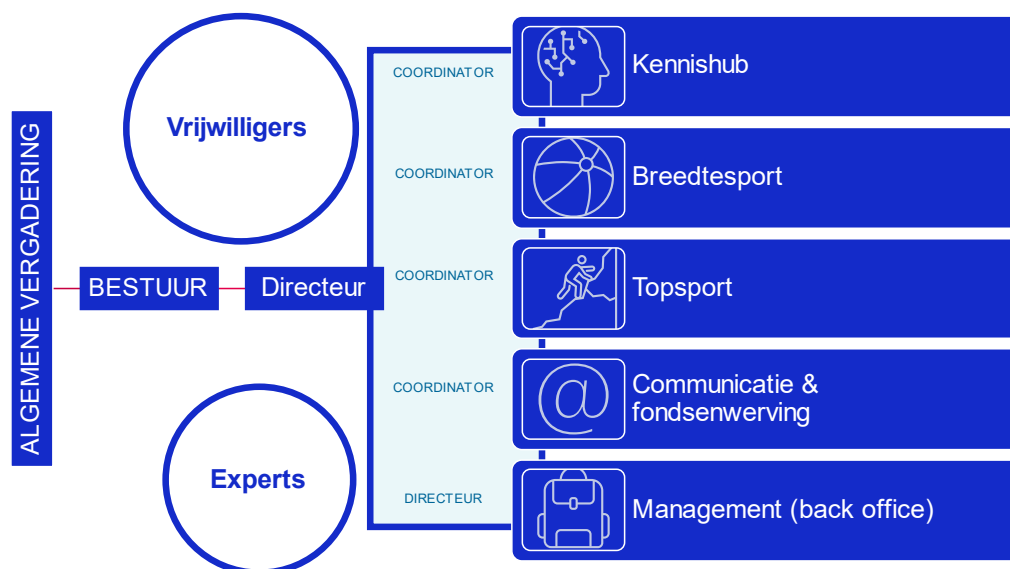 ALGEMENE VERGADERING
BESTUUR
Directeur
Vrijwilligers
Experts
COORDINATOR
Kennishub
COORDINATOR
Breedtesport
COORDINATOR
Topsport
COORDINATOR
Communicatie &
fondsenwerving
DIRECTEUR
Management (back office)
@